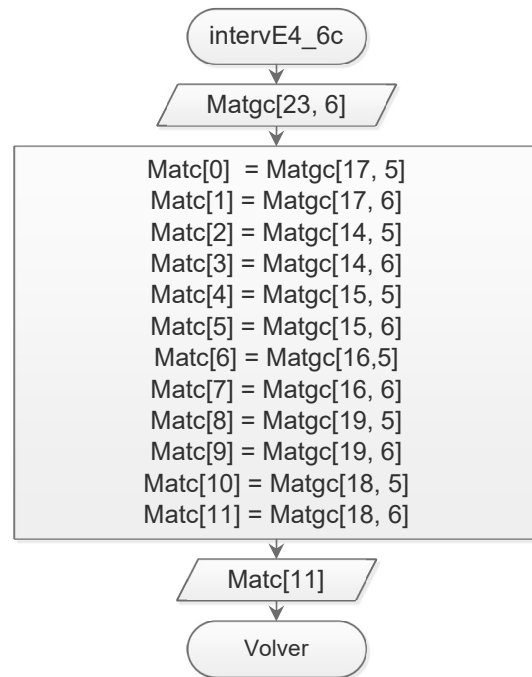 intervE4_6c
Matgc[23, 6]
Matc[0]  = Matgc[17, 5]
Matc[1] = Matgc[17, 6]
Matc[2] = Matgc[14, 5]
Matc[3] = Matgc[14, 6]
Matc[4] = Matgc[15, 5]
Matc[5] = Matgc[15, 6]
Matc[6] = Matgc[16,5]
Matc[7] = Matgc[16, 6]
Matc[8] = Matgc[19, 5]
Matc[9] = Matgc[19, 6]
Matc[10] = Matgc[18, 5]
Matc[11] = Matgc[18, 6]
Matc[11]
Volver